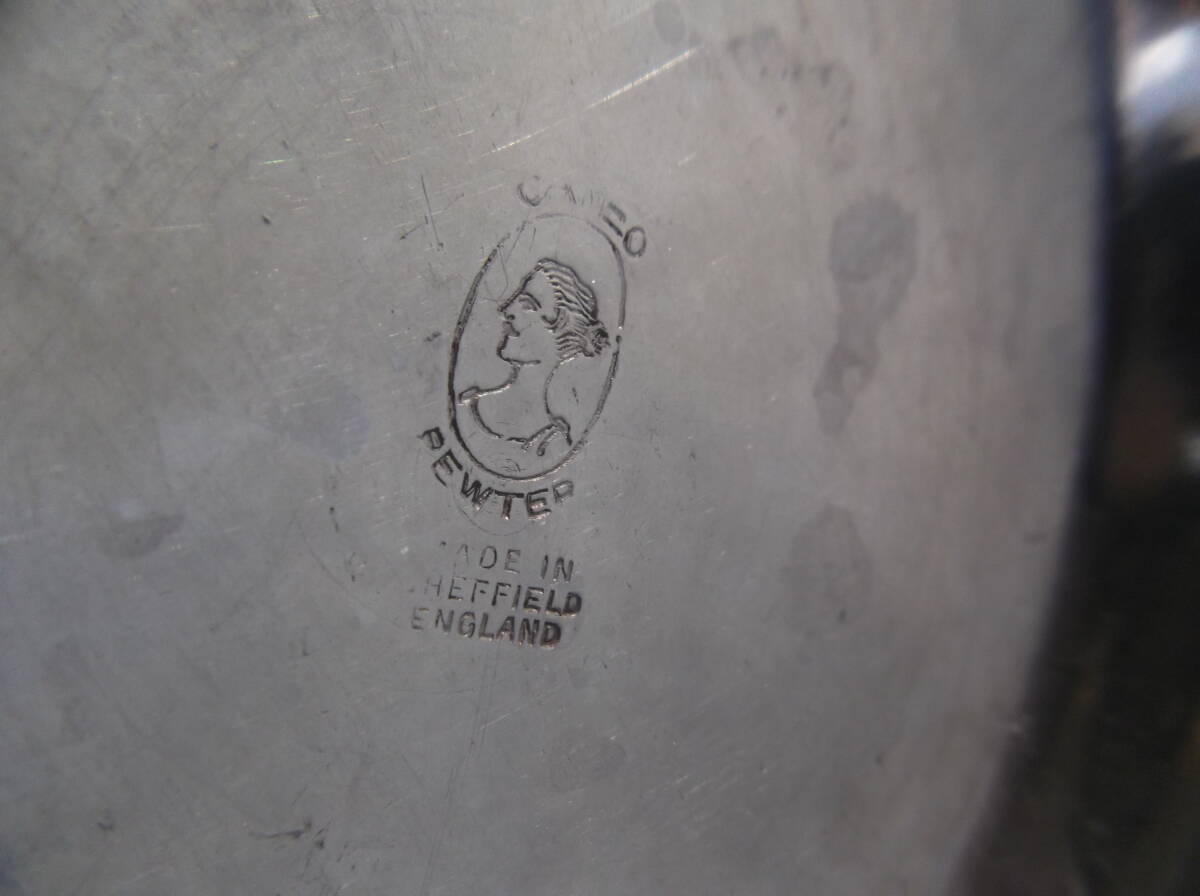 CAMEO
PEWTER
MADE IN
SHEFFIELD
ENGLAND